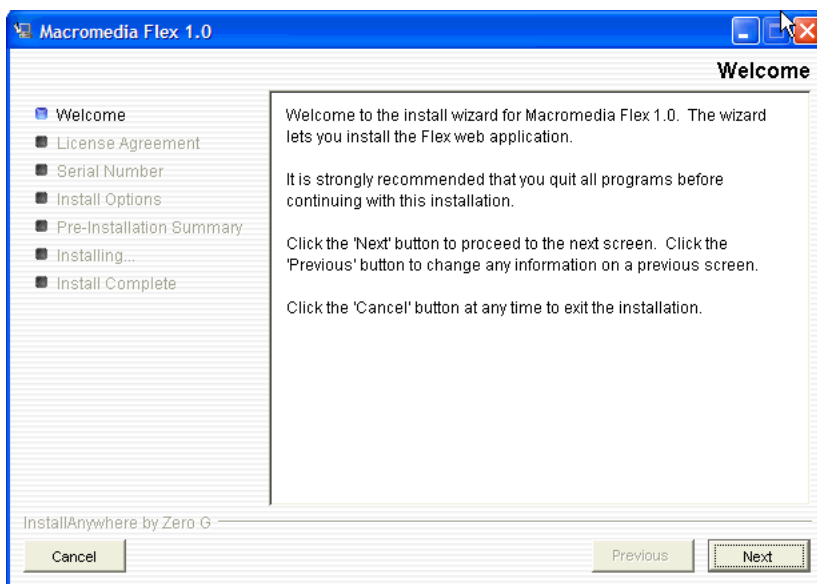 Macromedia Flex 1.0
Welcome
Welcome
License Agreement
Serial Number
Install Options
Pre-Installation Summary
Installing...
Install Complete
Welcome to the install wizard for Macromedia Flex 1.0.  The wizard
lets you install the Flex web application.
It is strongly recommended that you quit all programs before
continuing with this installation.
Click the 'Next' button to proceed to the next screen.  Click the
'Previous' button to change any information on a previous screen.
Click the 'Cancel' button at any time to exit the installation.
InstallAnywhere by Zero G
Cancel
Previous
Next